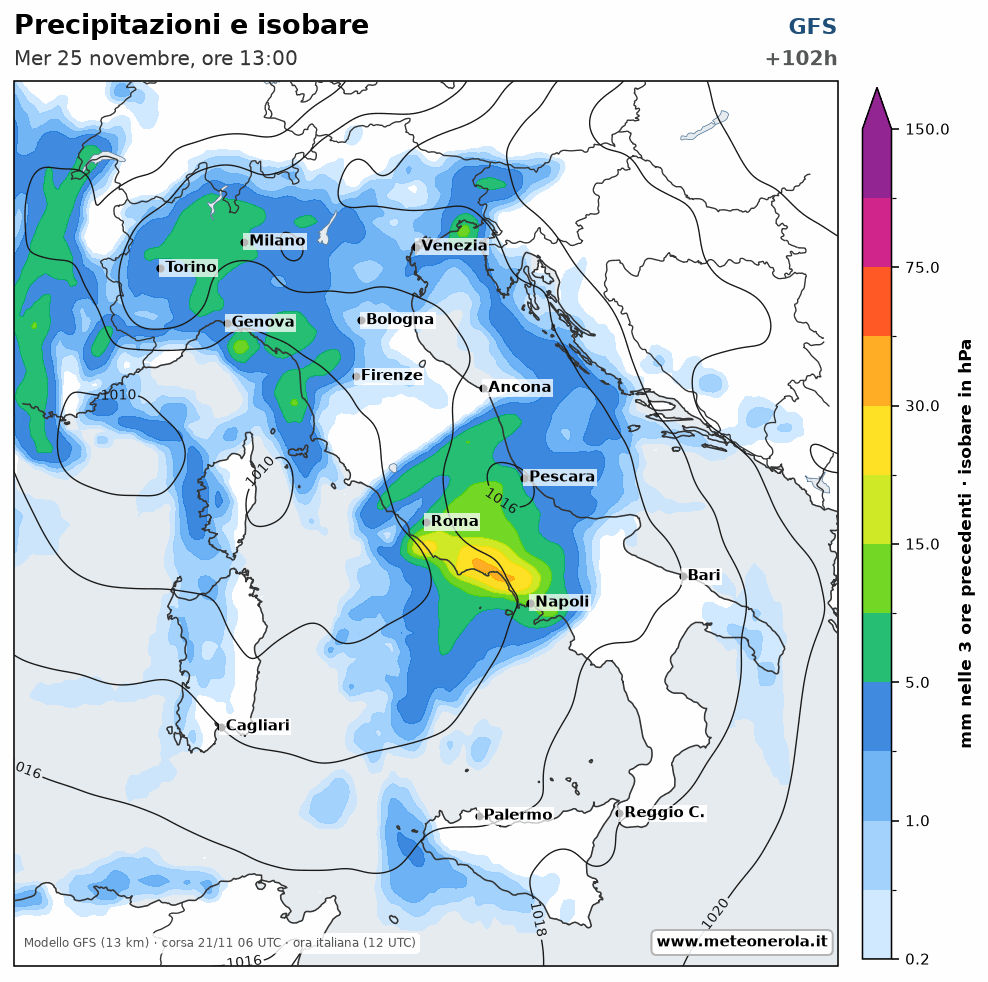 Precipitazioni e isobare
GFS
Mer 25 novembre, ore 13:00
+102h
150.0
75.0
30.0
15.0
5.0
1.0
0.2
mm nelle 3 ore precedenti · isobare in hPa
Milano
Venezia
Torino
Genova
Bologna
Firenze
Ancona
1010
1010
Pescara
1016
Roma
Bari
Napoli
Cagliari
016
Palermo
Reggio C.
1018
1020
1016
Modello GFS (13 km) · corsa 21/11 06 UTC · ora italiana (12 UTC)
www.meteonerola.it